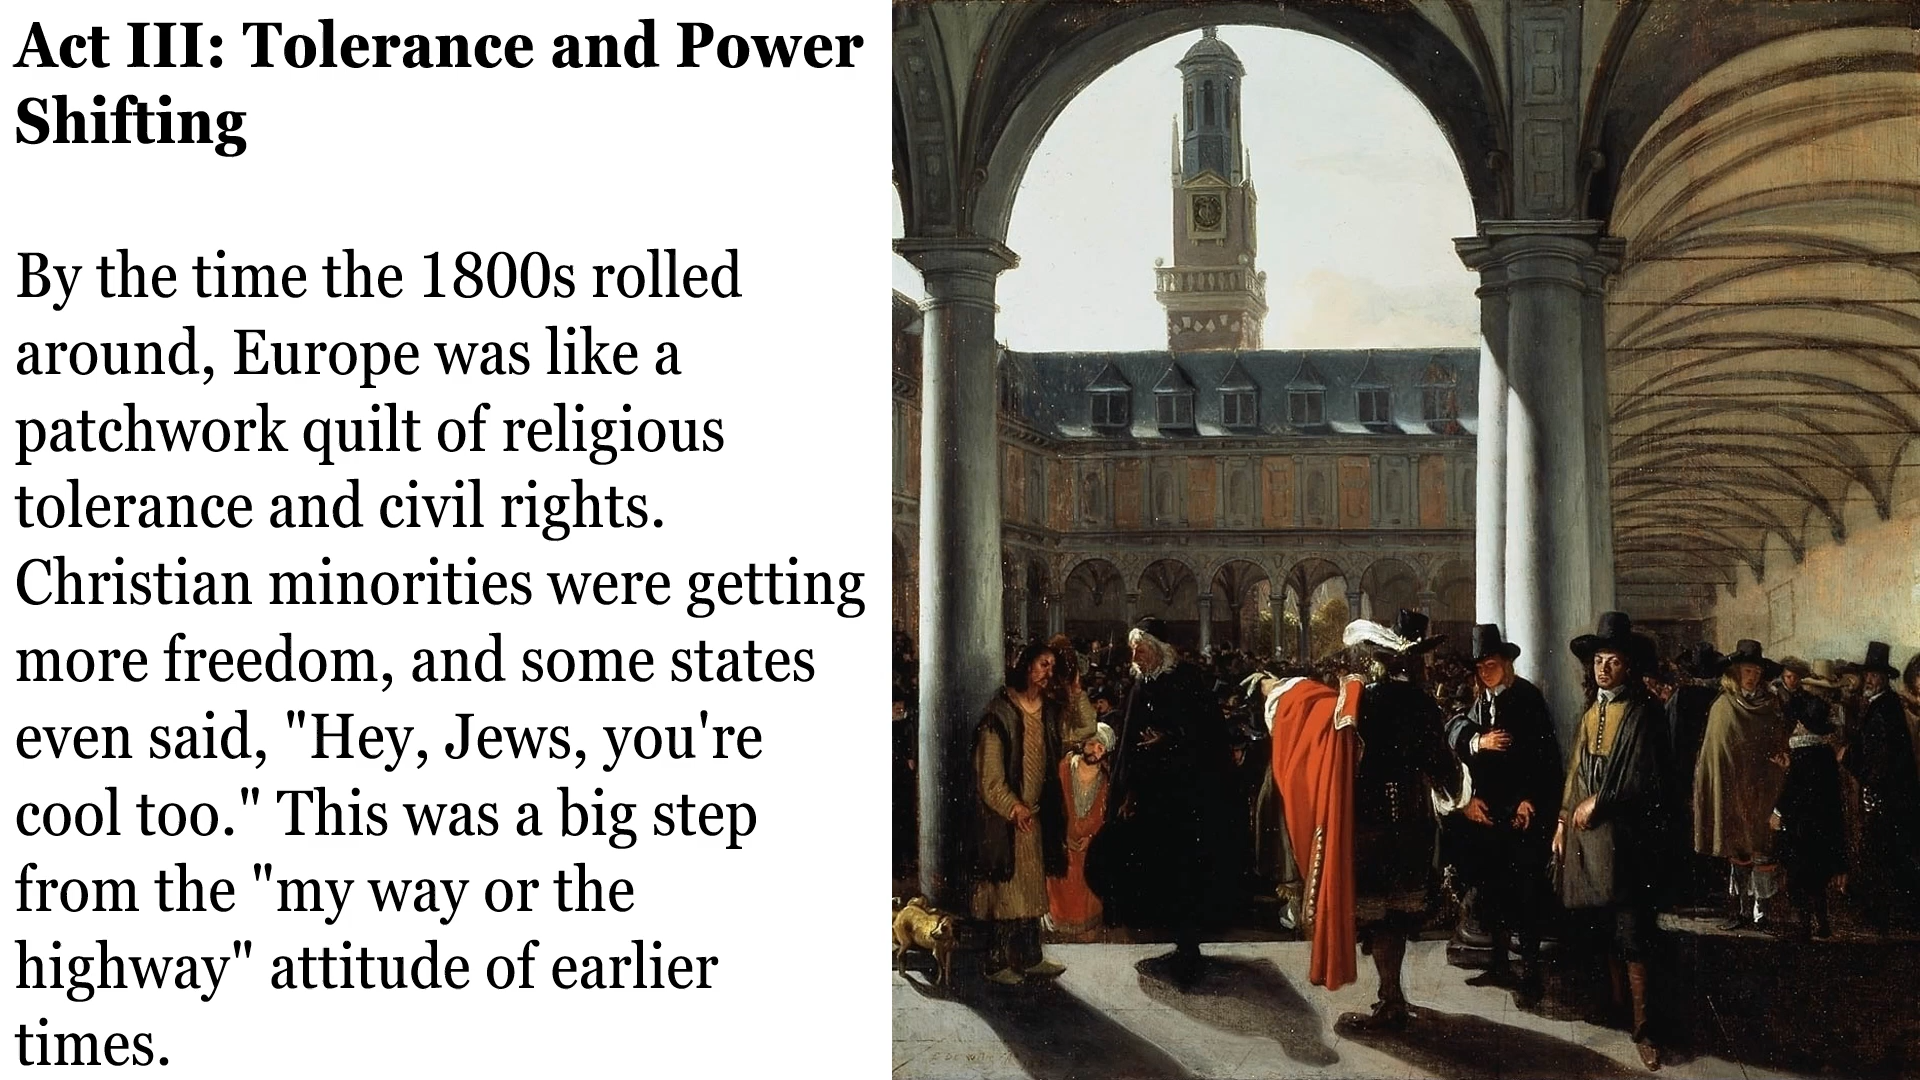 Act III: Tolerance and Power
Shifting
By the time the 1800s rolled
around, Europe was like a
patchwork quilt of religious
tolerance and civil rights.
Christian minorities were getting
more freedom, and some states
even said, "Hey, Jews, you're
cool too." This was a big step
from the "my way or the
highway" attitude of earlier
times.